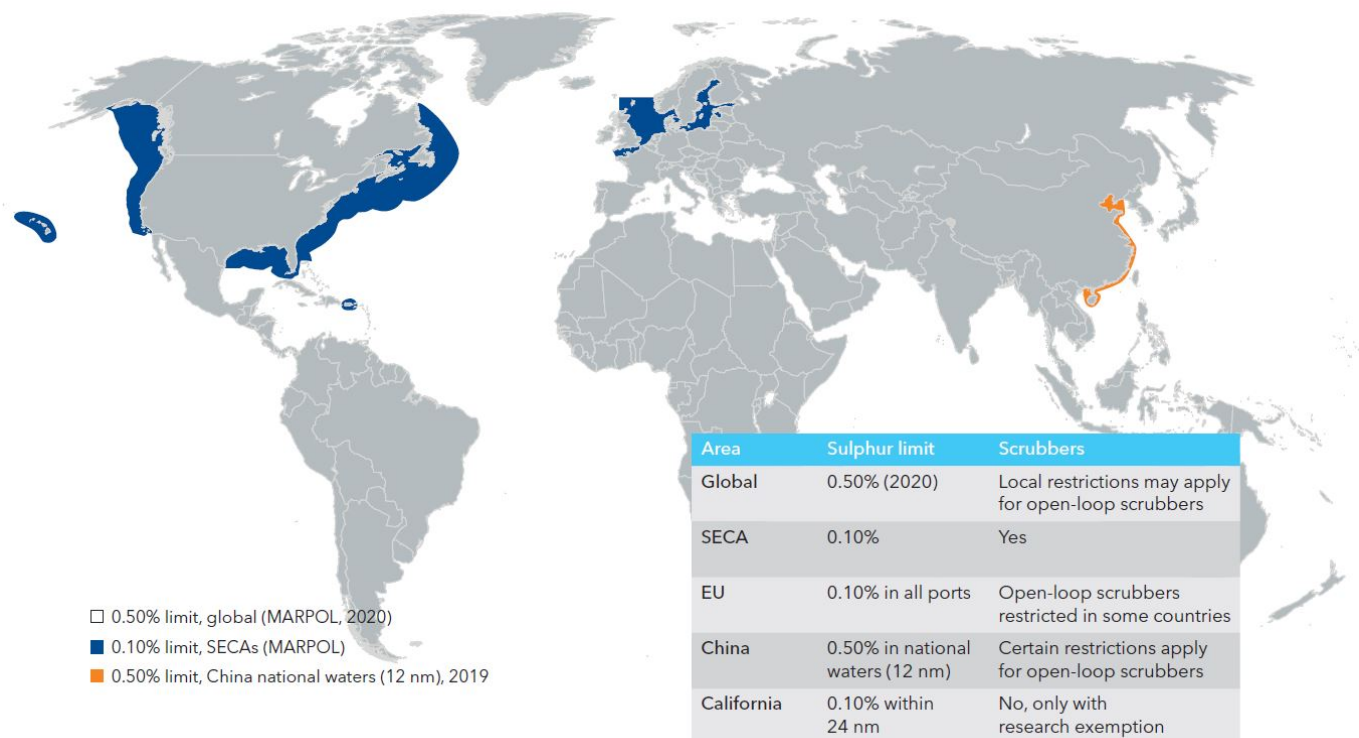 Area Sulphur limit Scrubbers
Global 0.50% (2020) Local restrictions may apply
for open-loop scrubbers
SECA 0.10% Yes
EU 0.10% in all ports Open-loop scrubbers
restricted in some countries
China 0.50% in national Certain restrictions apply
waters (12 nm) for open-loop scrubbers
California 0.10% within No, only with
24 nm research exemption
0.50% limit, global (MARPOL, 2020)
0.10% limit, SECAs (MARPOL)
0.50% limit, China national waters (12 nm), 2019